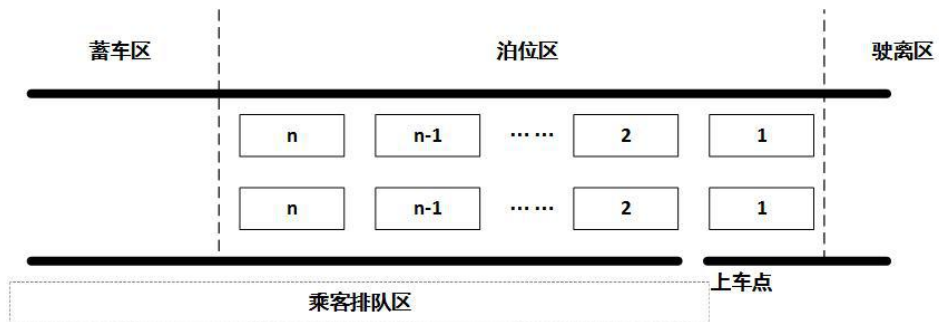 蓄车区 泊位区 驶离区
n n-1 …… 2 1
n n-1 …… 2 1
上车点
乘客排队区